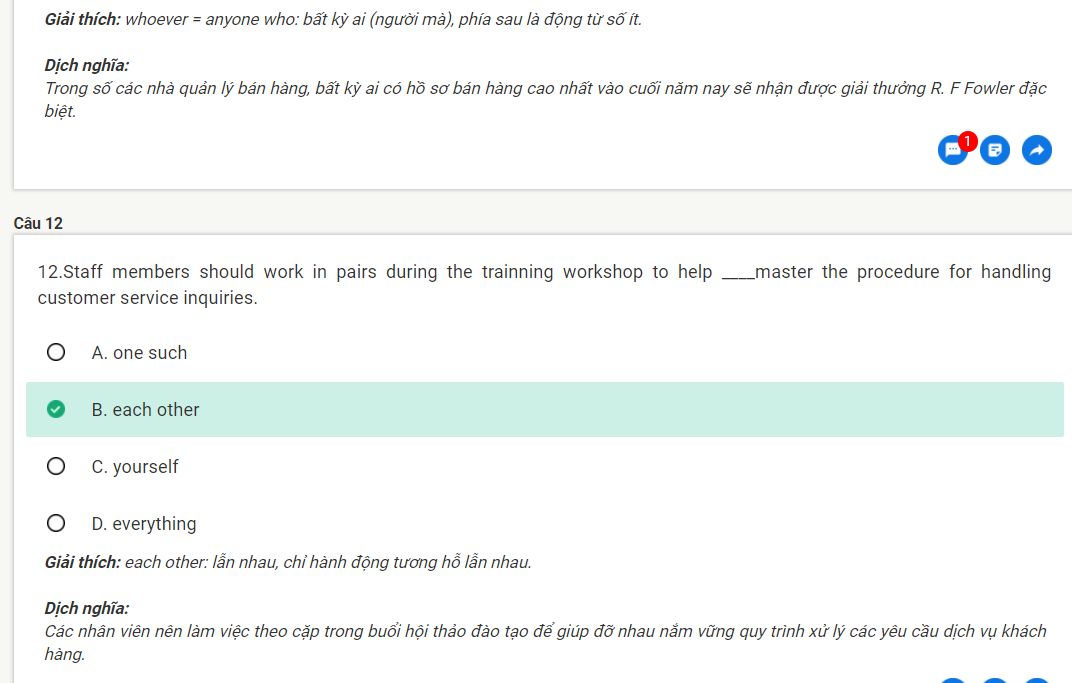 Giải thích: whoever = anyone who: bất kỳ ai (người mà), phía sau là động từ số ít.
Dịch nghĩa:
Trong số các nhà quản lý bán hàng, bất kỳ ai có hồ sơ bán hàng cao nhất vào cuối năm nay sẽ nhận được giải thưởng R. F Fowler đặc
biệt.
1
Câu 12
12.Staff members should work in pairs during the trainning workshop to help ____master the procedure for handling
customer service inquiries.
A. one such
B. each other
C. yourself
D. everything
Giải thích: each other: lẫn nhau, chỉ hành động tương hỗ lẫn nhau.
Dịch nghĩa:
Các nhân viên nên làm việc theo cặp trong buổi hội thảo đào tạo để giúp đỡ nhau nắm vững quy trình xử lý các yêu cầu dịch vụ khách
hàng.